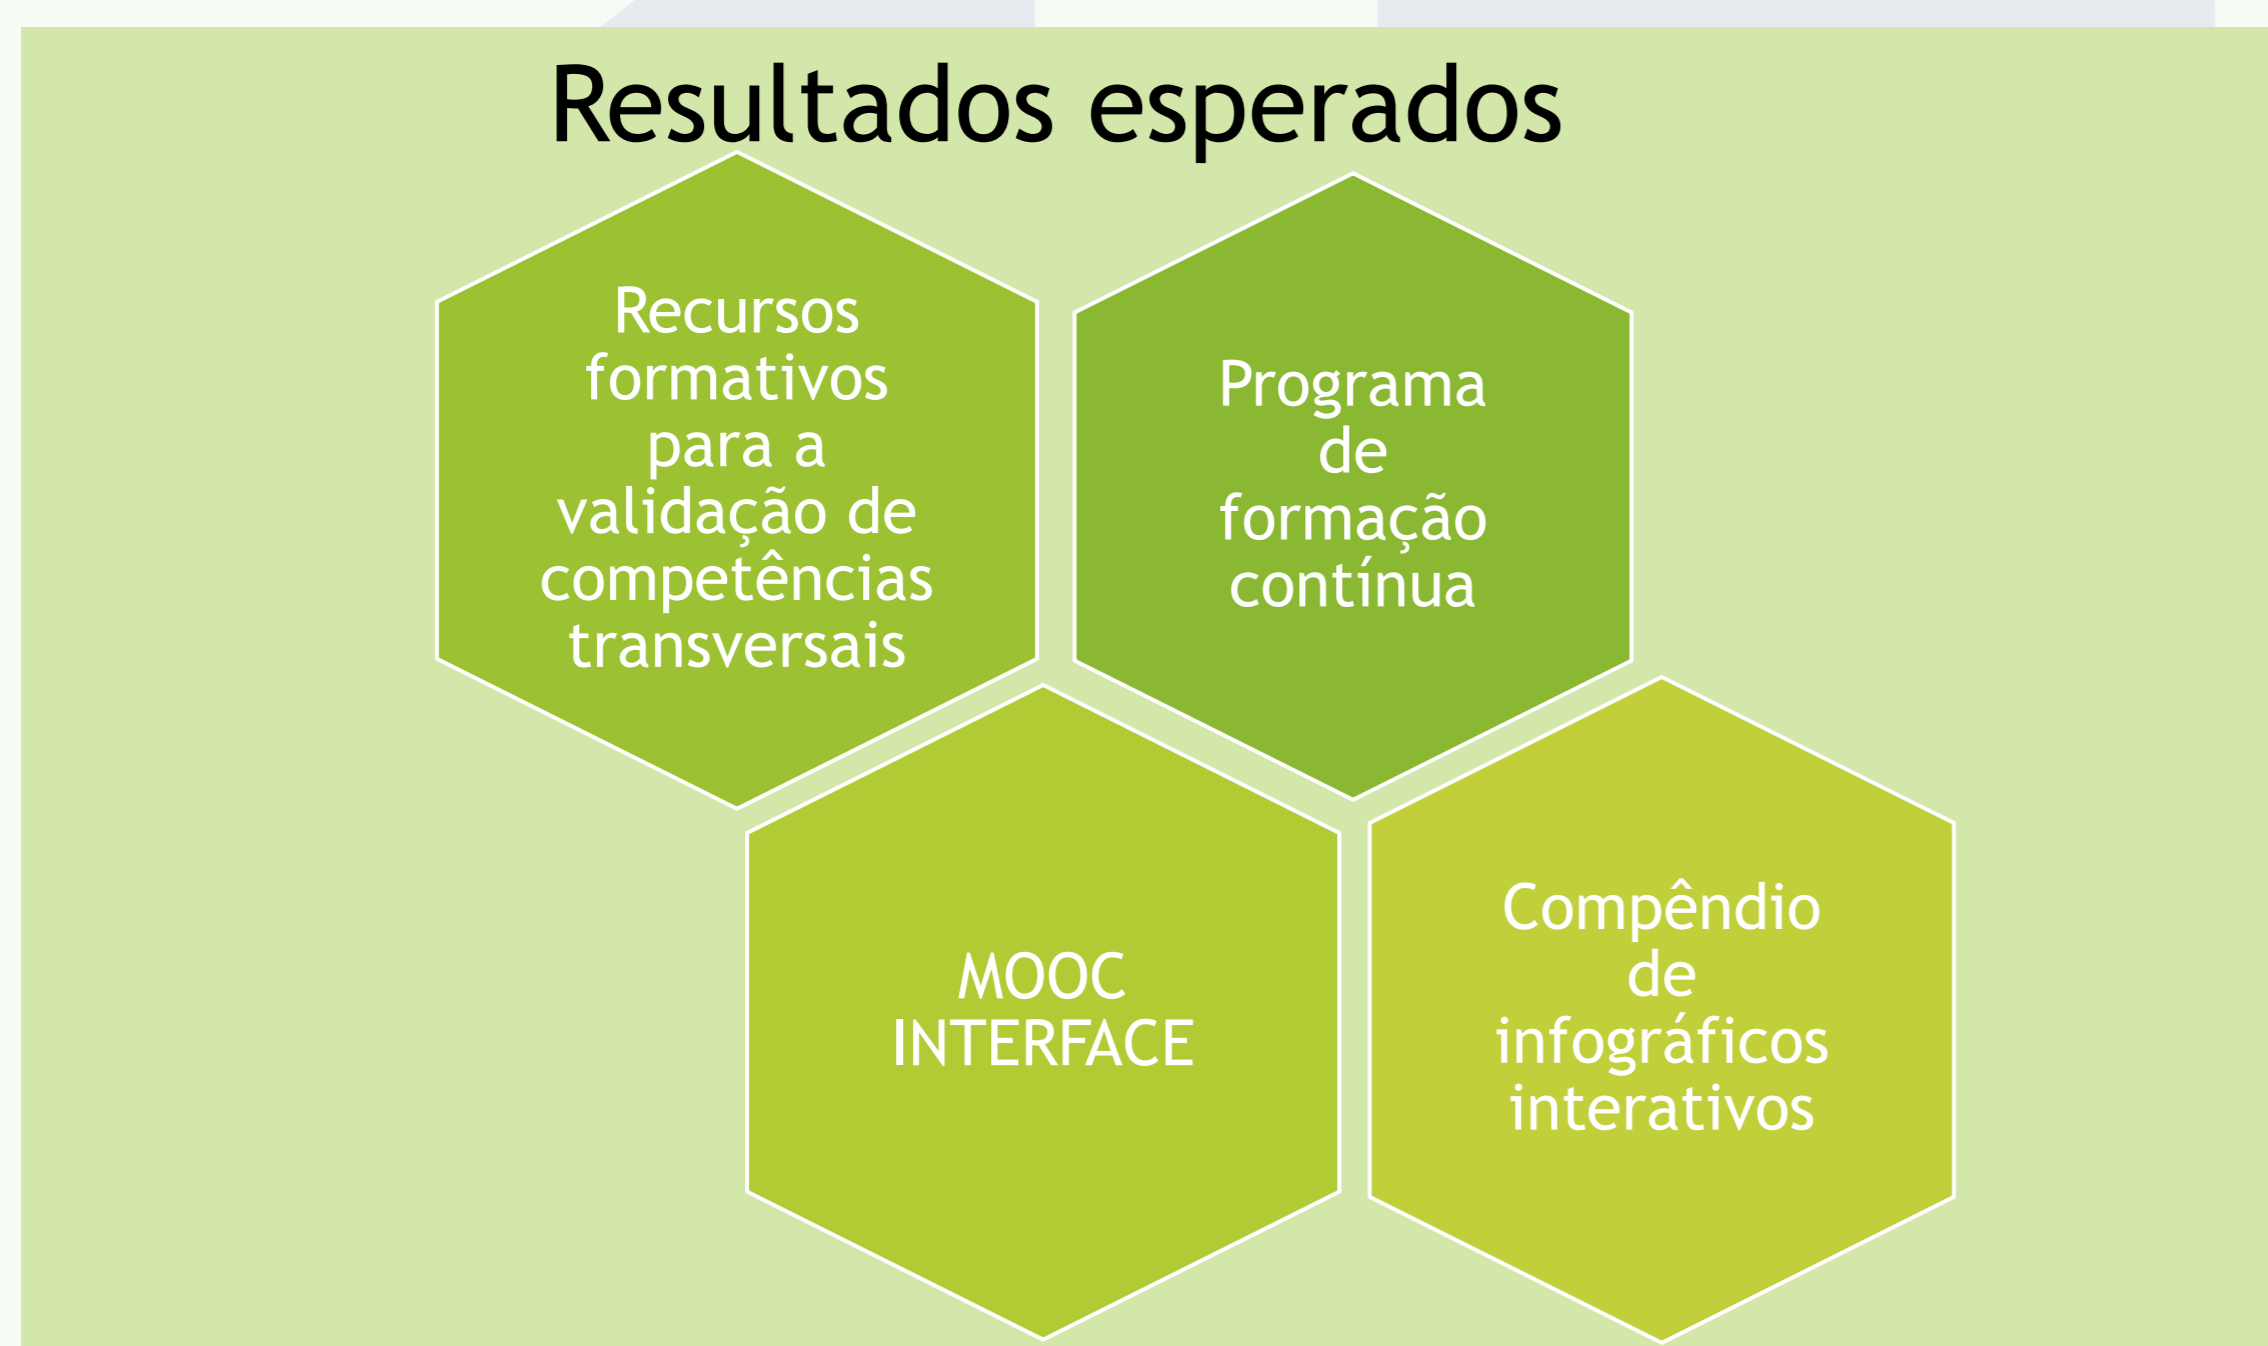 Resultados esperados
Recursos
formativos
para a
validação de
competências
transversais
Programa
de
formação
contínua
MOOC
INTERFACE
Compêndio
de
infográficos
interativos